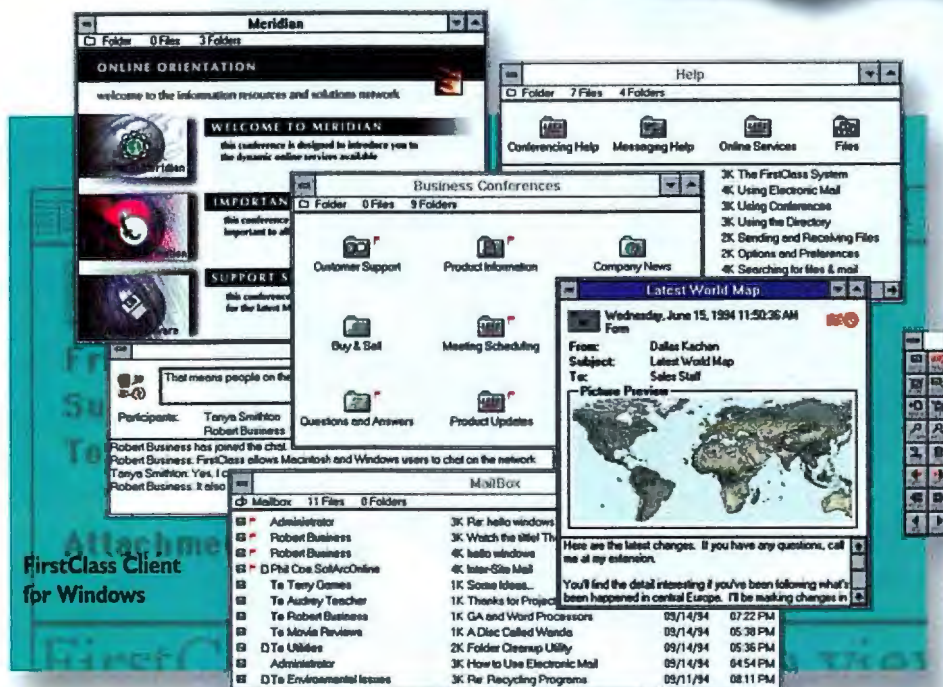 Meridian
Folder 0 Files 3 Folders
ONLINE ORIENTATION
welcome to the information resources and solutions network
WELCOME TO MERIDIAN
this conference is designed to introduce you to
the dynamic online services available
IMPORTAN
this conference
important to all
SUPPORT S
this conference
for the latest M
Help
Folder 7 Files 4 Folders
Conferencing Help Messaging Help Online Services Files
3K The FirstClass System
4K Using Electronic Mail
3K Using Conferences
3K Using the Directory
2K Sending and Receiving Files
2K Options and Preferences
4K Searching for files & mail
Business Conferences
Folder 0 Files 9 Folders
Customer Support Product Information Company News
Buy & Sell Meeting Scheduling
Questions and Answers Product Updates
Latest World Map
Wednesday, June 15, 1994 11:50:36 AM
Form
From: Dallas Kachan
Subject: Latest World Map
To: Sales Staff
Picture Preview
Here are the latest changes. If you have any questions, call
me at my extension.
You'll find the detail interesting if you've been following what's
been happened in central Europe. I'll be marking changes in
That means people on the
Participants: Tanya Smithton
Robert Business
Robert Business has joined the chat.
Robert Business: FirstClass allows Macintosh and Windows users to chat on the network
Tanya Smithton: Yes, I
Robert Business: It also
MailBox
Mailbox 11 Files 0 Folders
Administrator 3K Re: hello windows
Robert Business 3K Watch the title! Th
Robert Business 4K hello windows
Phil Coe,SoftArcOnline 4K Inter-Site Mail
To Terry Games 1K Some Ideas...
To Audrey Teacher 1K Thanks for Project
To Robert Business 1K GA and Word Processors 09/14/94 07:22 PM
To Movie Reviews 1K A Disc Called Wanda 09/14/94 05:38 PM
To Utilities 2K Folder Cleanup Utility 09/14/94 05:36 PM
Administrator 3K How to Use Electronic Mail 09/14/94 04:54 PM
To Environmental Issues 3K Re: Recycling Programs 09/11/94 08:11 PM
Fr
Su
To
Attachme
FirstClass Client
for Windows
FirstC
view